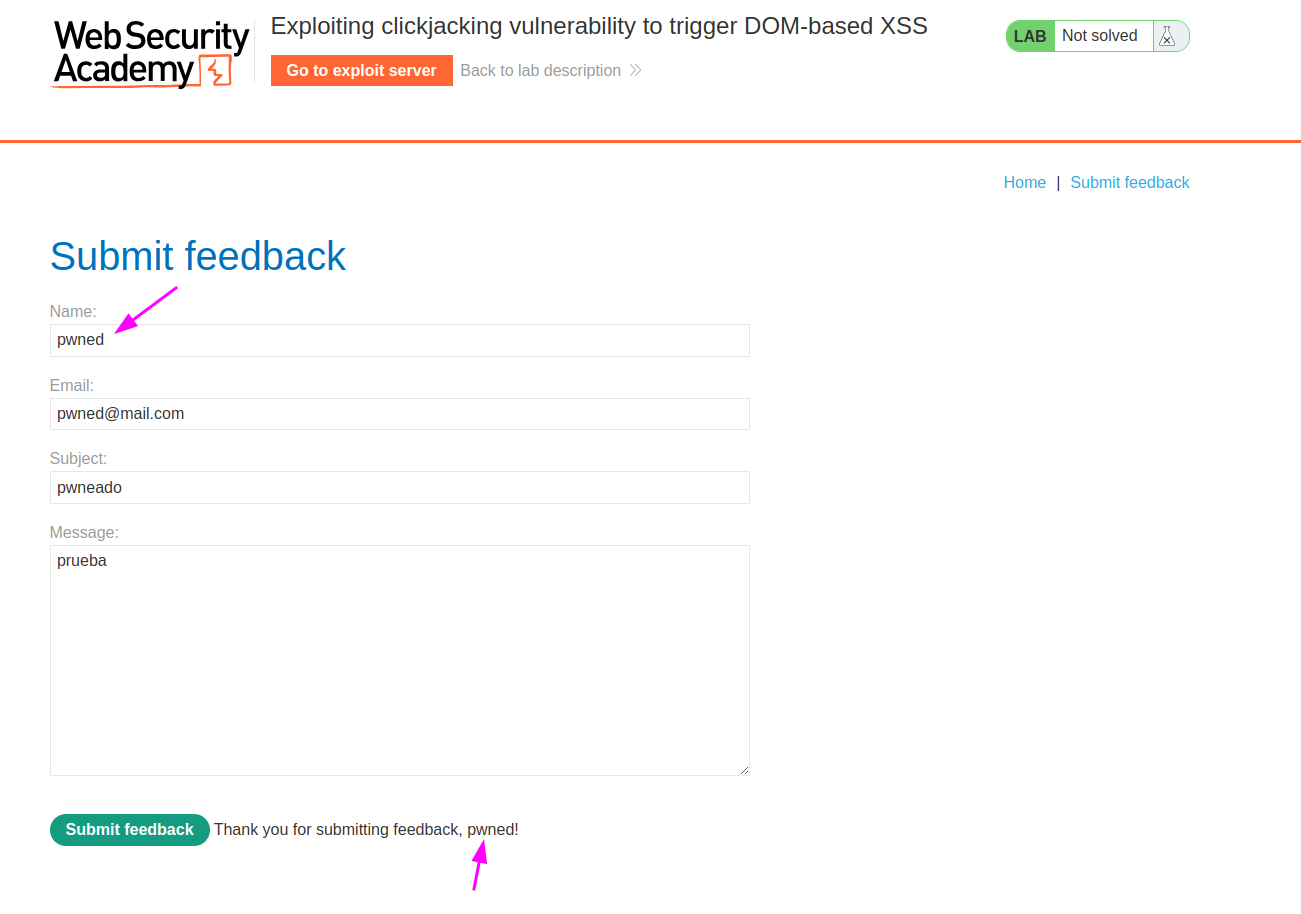 Web Security
Academy
Exploiting clickjacking vulnerability to trigger DOM-based XSS
Go to exploit server
Back to lab description
LAB
Not solved
Home | Submit feedback
Submit feedback
Name:
pwned
Email:
pwned@mail.com
Subject:
pwneado
Message:
prueba
Submit feedback Thank you for submitting feedback, pwned!